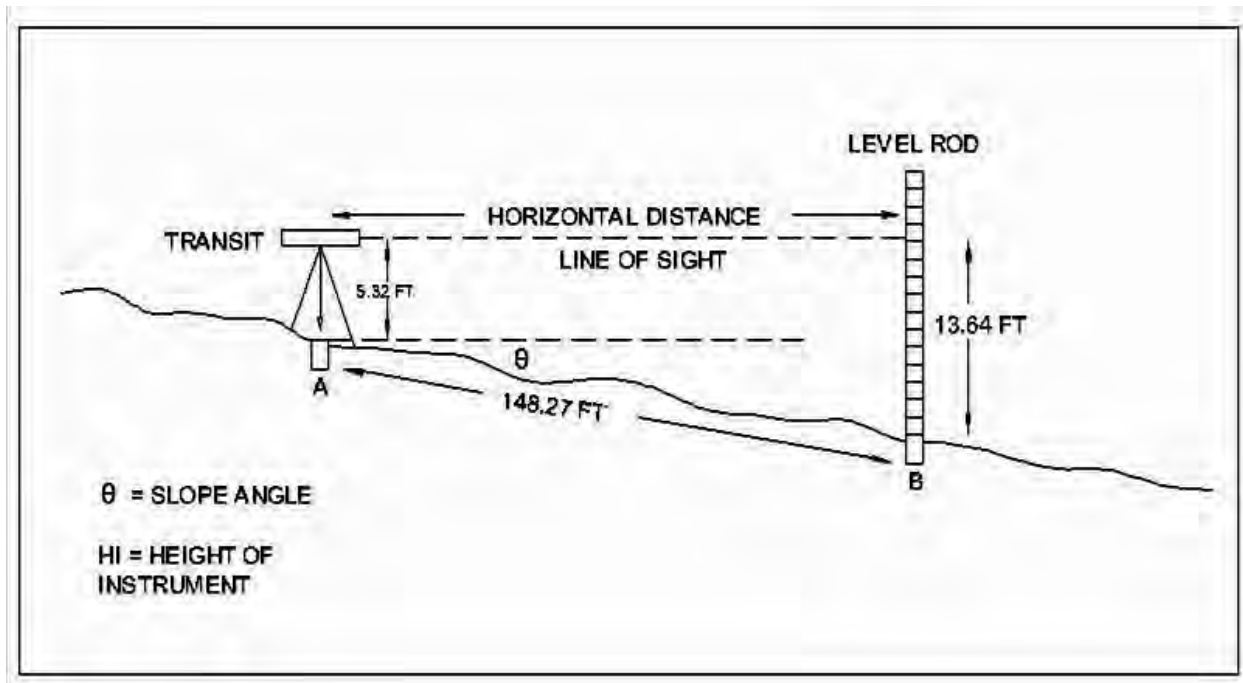 LEVEL ROD
HORIZONTAL DISTANCE
TRANSIT
LINE OF SIGHT
5.32 FT
13.64 FT
θ
A
148.27 FT
B
θ = SLOPE ANGLE
HI = HEIGHT OF
INSTRUMENT